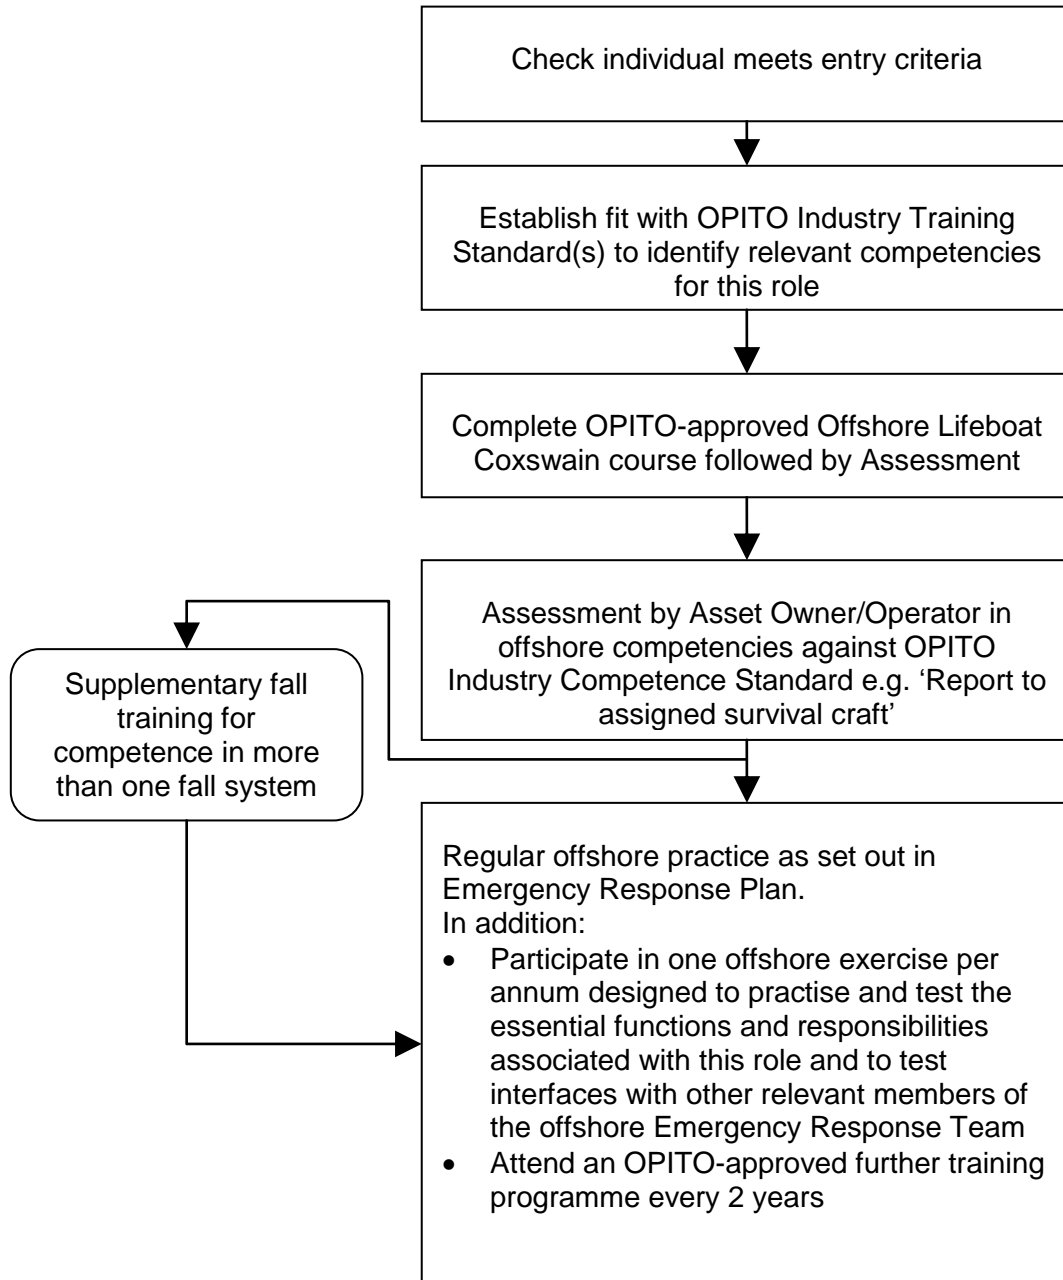 Check individual meets entry criteria
Establish fit with OPITO Industry Training
Standard(s) to identify relevant competencies
for this role
Complete OPITO-approved Offshore Lifeboat
Coxswain course followed by Assessment
Assessment by Asset Owner/Operator in
offshore competencies against OPITO
Industry Competence Standard e.g. ‘Report to
assigned survival craft’
Supplementary fall
training for
competence in more
than one fall system
Regular offshore practice as set out in
Emergency Response Plan.
In addition:
• Participate in one offshore exercise per
annum designed to practise and test the
essential functions and responsibilities
associated with this role and to test
interfaces with other relevant members of
the offshore Emergency Response Team
• Attend an OPITO-approved further training
programme every 2 years